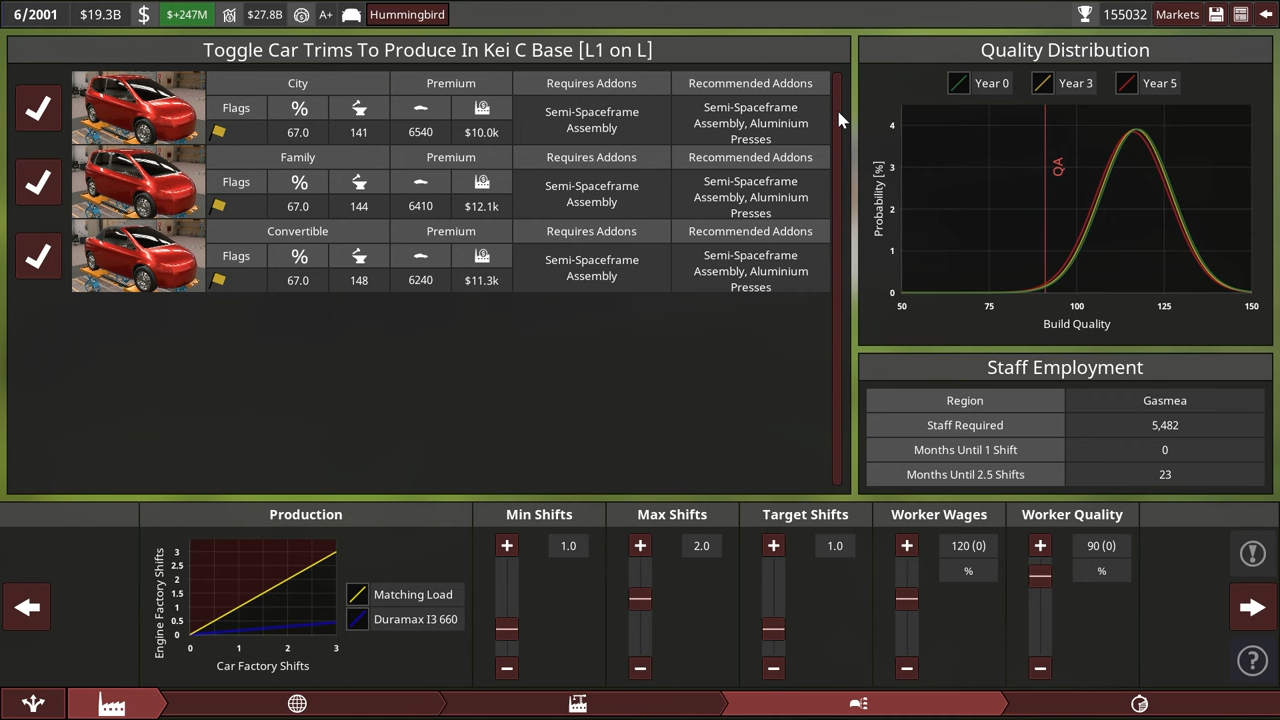 6/2001 $19.3B $+247M $27.8B A+ Hummingbird 155032 Markets
Toggle Car Trims To Produce In Kei C Base [L1 on L]
City Premium Requires Addons Recommended Addons
Flags % Semi-Spaceframe Assembly Semi-Spaceframe Assembly, Aluminium Presses
67.0 141 6540 $10.0k
Family Premium Requires Addons Recommended Addons
Flags % Semi-Spaceframe Assembly Semi-Spaceframe Assembly, Aluminium Presses
67.0 144 6410 $12.1k
Convertible Premium Requires Addons Recommended Addons
Flags % Semi-Spaceframe Assembly Semi-Spaceframe Assembly, Aluminium Presses
67.0 148 6240 $11.3k
Quality Distribution
Year 0 Year 3 Year 5
Probability [%]
4
3
2
1
0
QA
50 75 100 125 150
Build Quality
Staff Employment
Region Gasmea
Staff Required 5,482
Months Until 1 Shift 0
Months Until 2.5 Shifts 23
Production
Engine Factory Shifts
3
2.5
2
1.5
1
0.5
0
0 1 2 3
Car Factory Shifts
Matching Load
Duramax I3 660
Min Shifts Max Shifts Target Shifts Worker Wages Worker Quality
+ 1.0 + 2.0 + 1.0 + 120 (0) + 90 (0)
% %